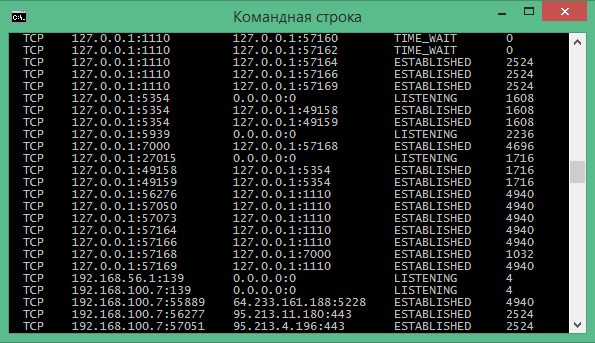 Командная строка
TCP 127.0.0.1:1110 127.0.0.1:57160 TIME_WAIT 0
TCP 127.0.0.1:1110 127.0.0.1:57162 TIME_WAIT 0
TCP 127.0.0.1:1110 127.0.0.1:57164 ESTABLISHED 2524
TCP 127.0.0.1:1110 127.0.0.1:57166 ESTABLISHED 2524
TCP 127.0.0.1:1110 127.0.0.1:57169 ESTABLISHED 2524
TCP 127.0.0.1:5354 0.0.0.0:0 LISTENING 1608
TCP 127.0.0.1:5354 127.0.0.1:49158 ESTABLISHED 1608
TCP 127.0.0.1:5354 127.0.0.1:49159 ESTABLISHED 1608
TCP 127.0.0.1:5939 0.0.0.0:0 LISTENING 2236
TCP 127.0.0.1:7000 127.0.0.1:57168 ESTABLISHED 4696
TCP 127.0.0.1:27015 0.0.0.0:0 LISTENING 1716
TCP 127.0.0.1:49158 127.0.0.1:5354 ESTABLISHED 1716
TCP 127.0.0.1:49159 127.0.0.1:5354 ESTABLISHED 1716
TCP 127.0.0.1:56276 127.0.0.1:1110 ESTABLISHED 4940
TCP 127.0.0.1:57050 127.0.0.1:1110 ESTABLISHED 4940
TCP 127.0.0.1:57073 127.0.0.1:1110 ESTABLISHED 4940
TCP 127.0.0.1:57164 127.0.0.1:1110 ESTABLISHED 4940
TCP 127.0.0.1:57166 127.0.0.1:1110 ESTABLISHED 4940
TCP 127.0.0.1:57168 127.0.0.1:7000 ESTABLISHED 1032
TCP 127.0.0.1:57169 127.0.0.1:1110 ESTABLISHED 4940
TCP 192.168.56.1:139 0.0.0.0:0 LISTENING 4
TCP 192.168.100.7:139 0.0.0.0:0 LISTENING 4
TCP 192.168.100.7:55889 64.233.161.188:5228 ESTABLISHED 4940
TCP 192.168.100.7:56277 95.213.11.180:443 ESTABLISHED 2524
TCP 192.168.100.7:57051 95.213.4.196:443 ESTABLISHED 2524